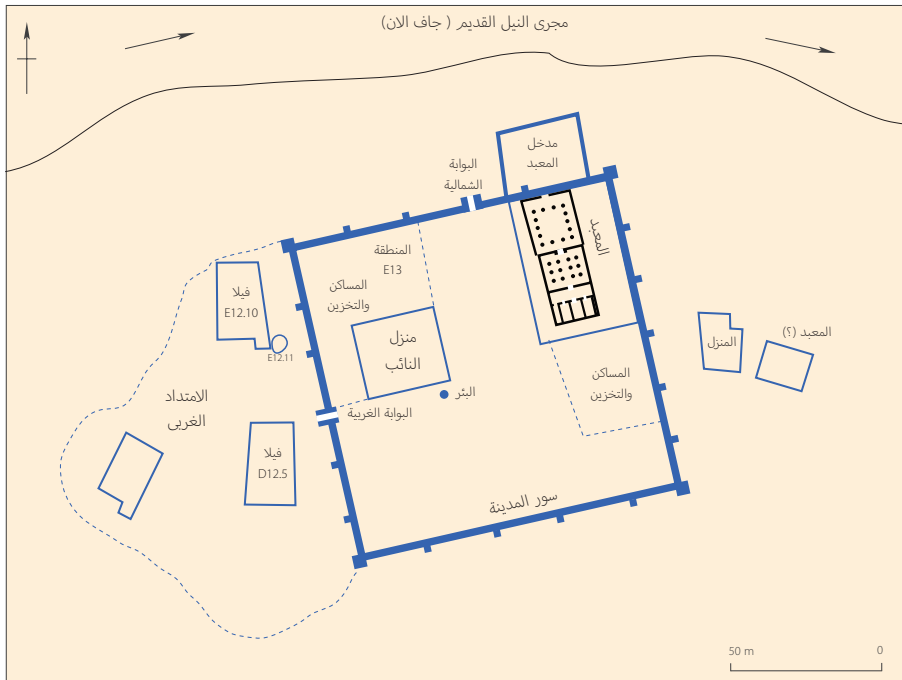 مجرى النيل القديم ( جاف الان)
مدخل
المعبد
البوابة
الشمالية
المعبد
المنطقة
E13
المساكن
والتخزين
فيلا
E12.10
E12.11
منزل
النائب
المنزل
المعبد (؟)
المساكن
والتخزين
البئر
البوابة الغربية
الامتداد
الغربى
فيلا
D12.5
سور المدينة
50 m
0